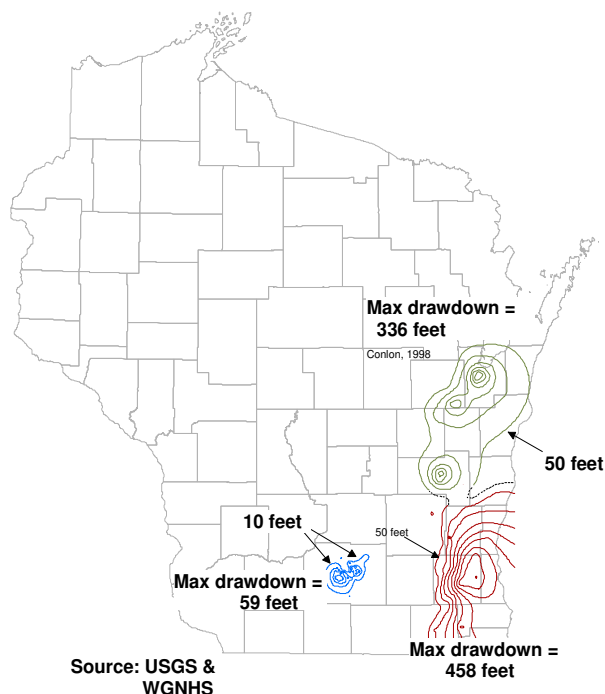 Max drawdown =
336 feet
Conlon, 1998
50 feet
10 feet
50 feet
Max drawdown =
59 feet
Max drawdown =
458 feet
Source: USGS &
WGNHS